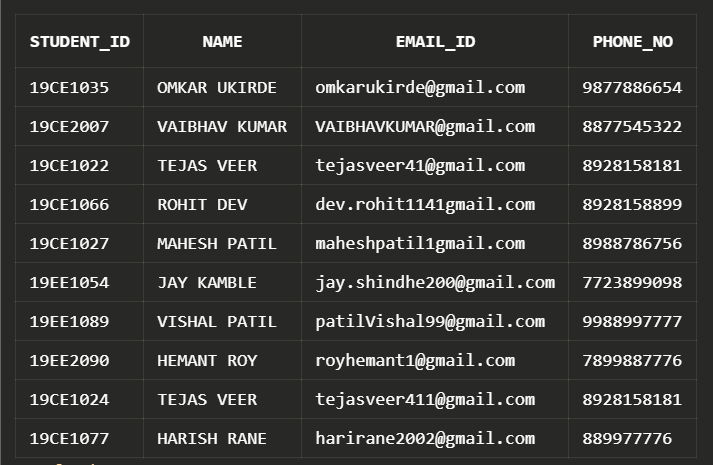 STUDENT_ID NAME EMAIL_ID PHONE_NO
19CE1035 OMKAR UKIRDE omkarukirde@gmail.com 9877886654
19CE2007 VAIBHAV KUMAR VAIBHAVKUMAR@gmail.com 8877545322
19CE1022 TEJAS VEER tejasveer41@gmail.com 8928158181
19CE1066 ROHIT DEV dev.rohit1141gmail.com 8928158899
19CE1027 MAHESH PATIL maheshpatil1gmail.com 8988786756
19EE1054 JAY KAMBLE jay.shindhe200@gmail.com 7723899098
19EE1089 VISHAL PATIL patilVishal99@gmail.com 9988997777
19EE2090 HEMANT ROY royhemant1@gmail.com 7899887776
19CE1024 TEJAS VEER tejasveer411@gmail.com 8928158181
19CE1077 HARISH RANE harirane2002@gmail.com 889977776